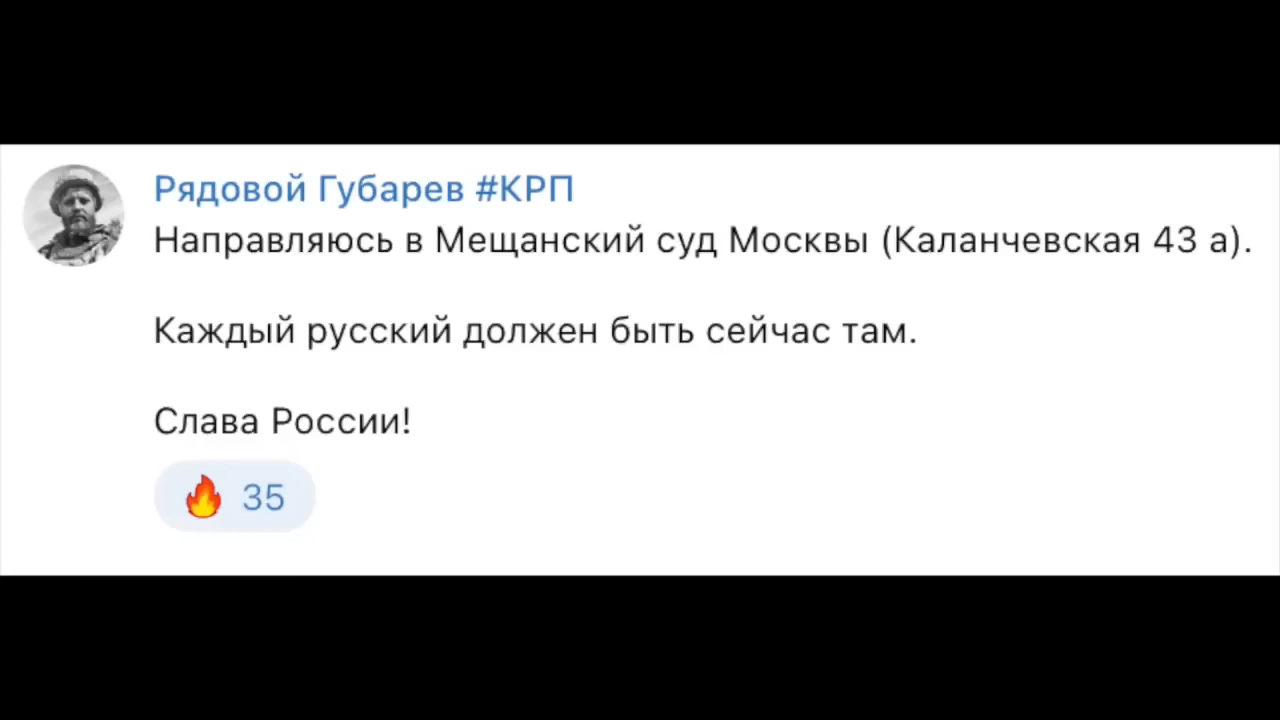 Рядовой Губарев #КРП
Направляюсь в Мещанский суд Москвы (Каланчевская 43 а).
Каждый русский должен быть сейчас там.
Слава России!
🔥 35